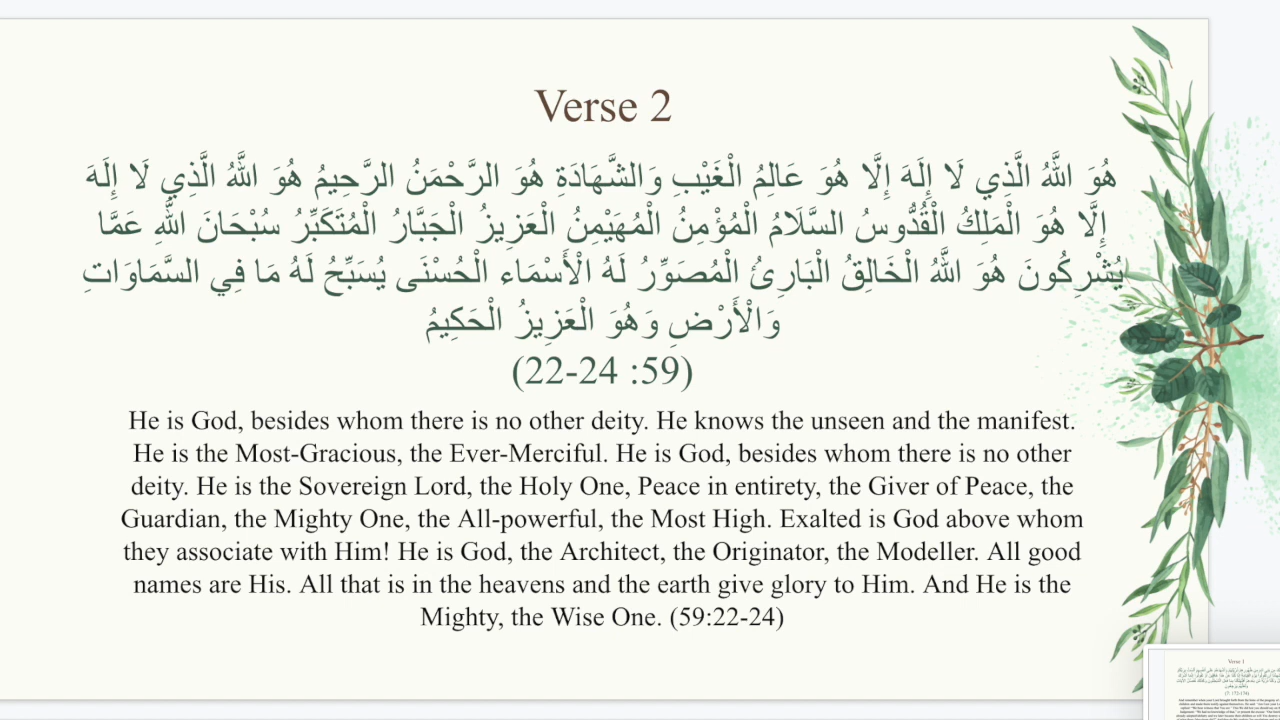 Verse 2
هُوَ اللَّهُ الَّذِي لَا إِلَهَ إِلَّا هُوَ عَالِمُ الْغَيْبِ وَالشَّهَادَةِ هُوَ الرَّحْمَنُ الرَّحِيمُ هُوَ اللَّهُ الَّذِي لَا إِلَهَ
إِلَّا هُوَ الْمَلِكُ الْقُدُّوسُ السَّلَامُ الْمُؤْمِنُ الْمُهَيْمِنُ الْعَزِيزُ الْجَبَّارُ الْمُتَكَبِّرُ سُبْحَانَ اللَّهِ عَمَّا
يُشْرِكُونَ هُوَ اللَّهُ الْخَالِقُ الْبَارِئُ الْمُصَوِّرُ لَهُ الْأَسْمَاء الْحُسْنَى يُسَبِّحُ لَهُ مَا فِي السَّمَاوَاتِ
وَالْأَرْضِ وَهُوَ الْعَزِيزُ الْحَكِيمُ
(22-24 :59)
He is God, besides whom there is no other deity. He knows the unseen and the manifest.
He is the Most-Gracious, the Ever-Merciful. He is God, besides whom there is no other
deity. He is the Sovereign Lord, the Holy One, Peace in entirety, the Giver of Peace, the
Guardian, the Mighty One, the All-powerful, the Most High. Exalted is God above whom
they associate with Him! He is God, the Architect, the Originator, the Modeller. All good
names are His. All that is in the heavens and the earth give glory to Him. And He is the
Mighty, the Wise One. (59:22-24)
Verse 1